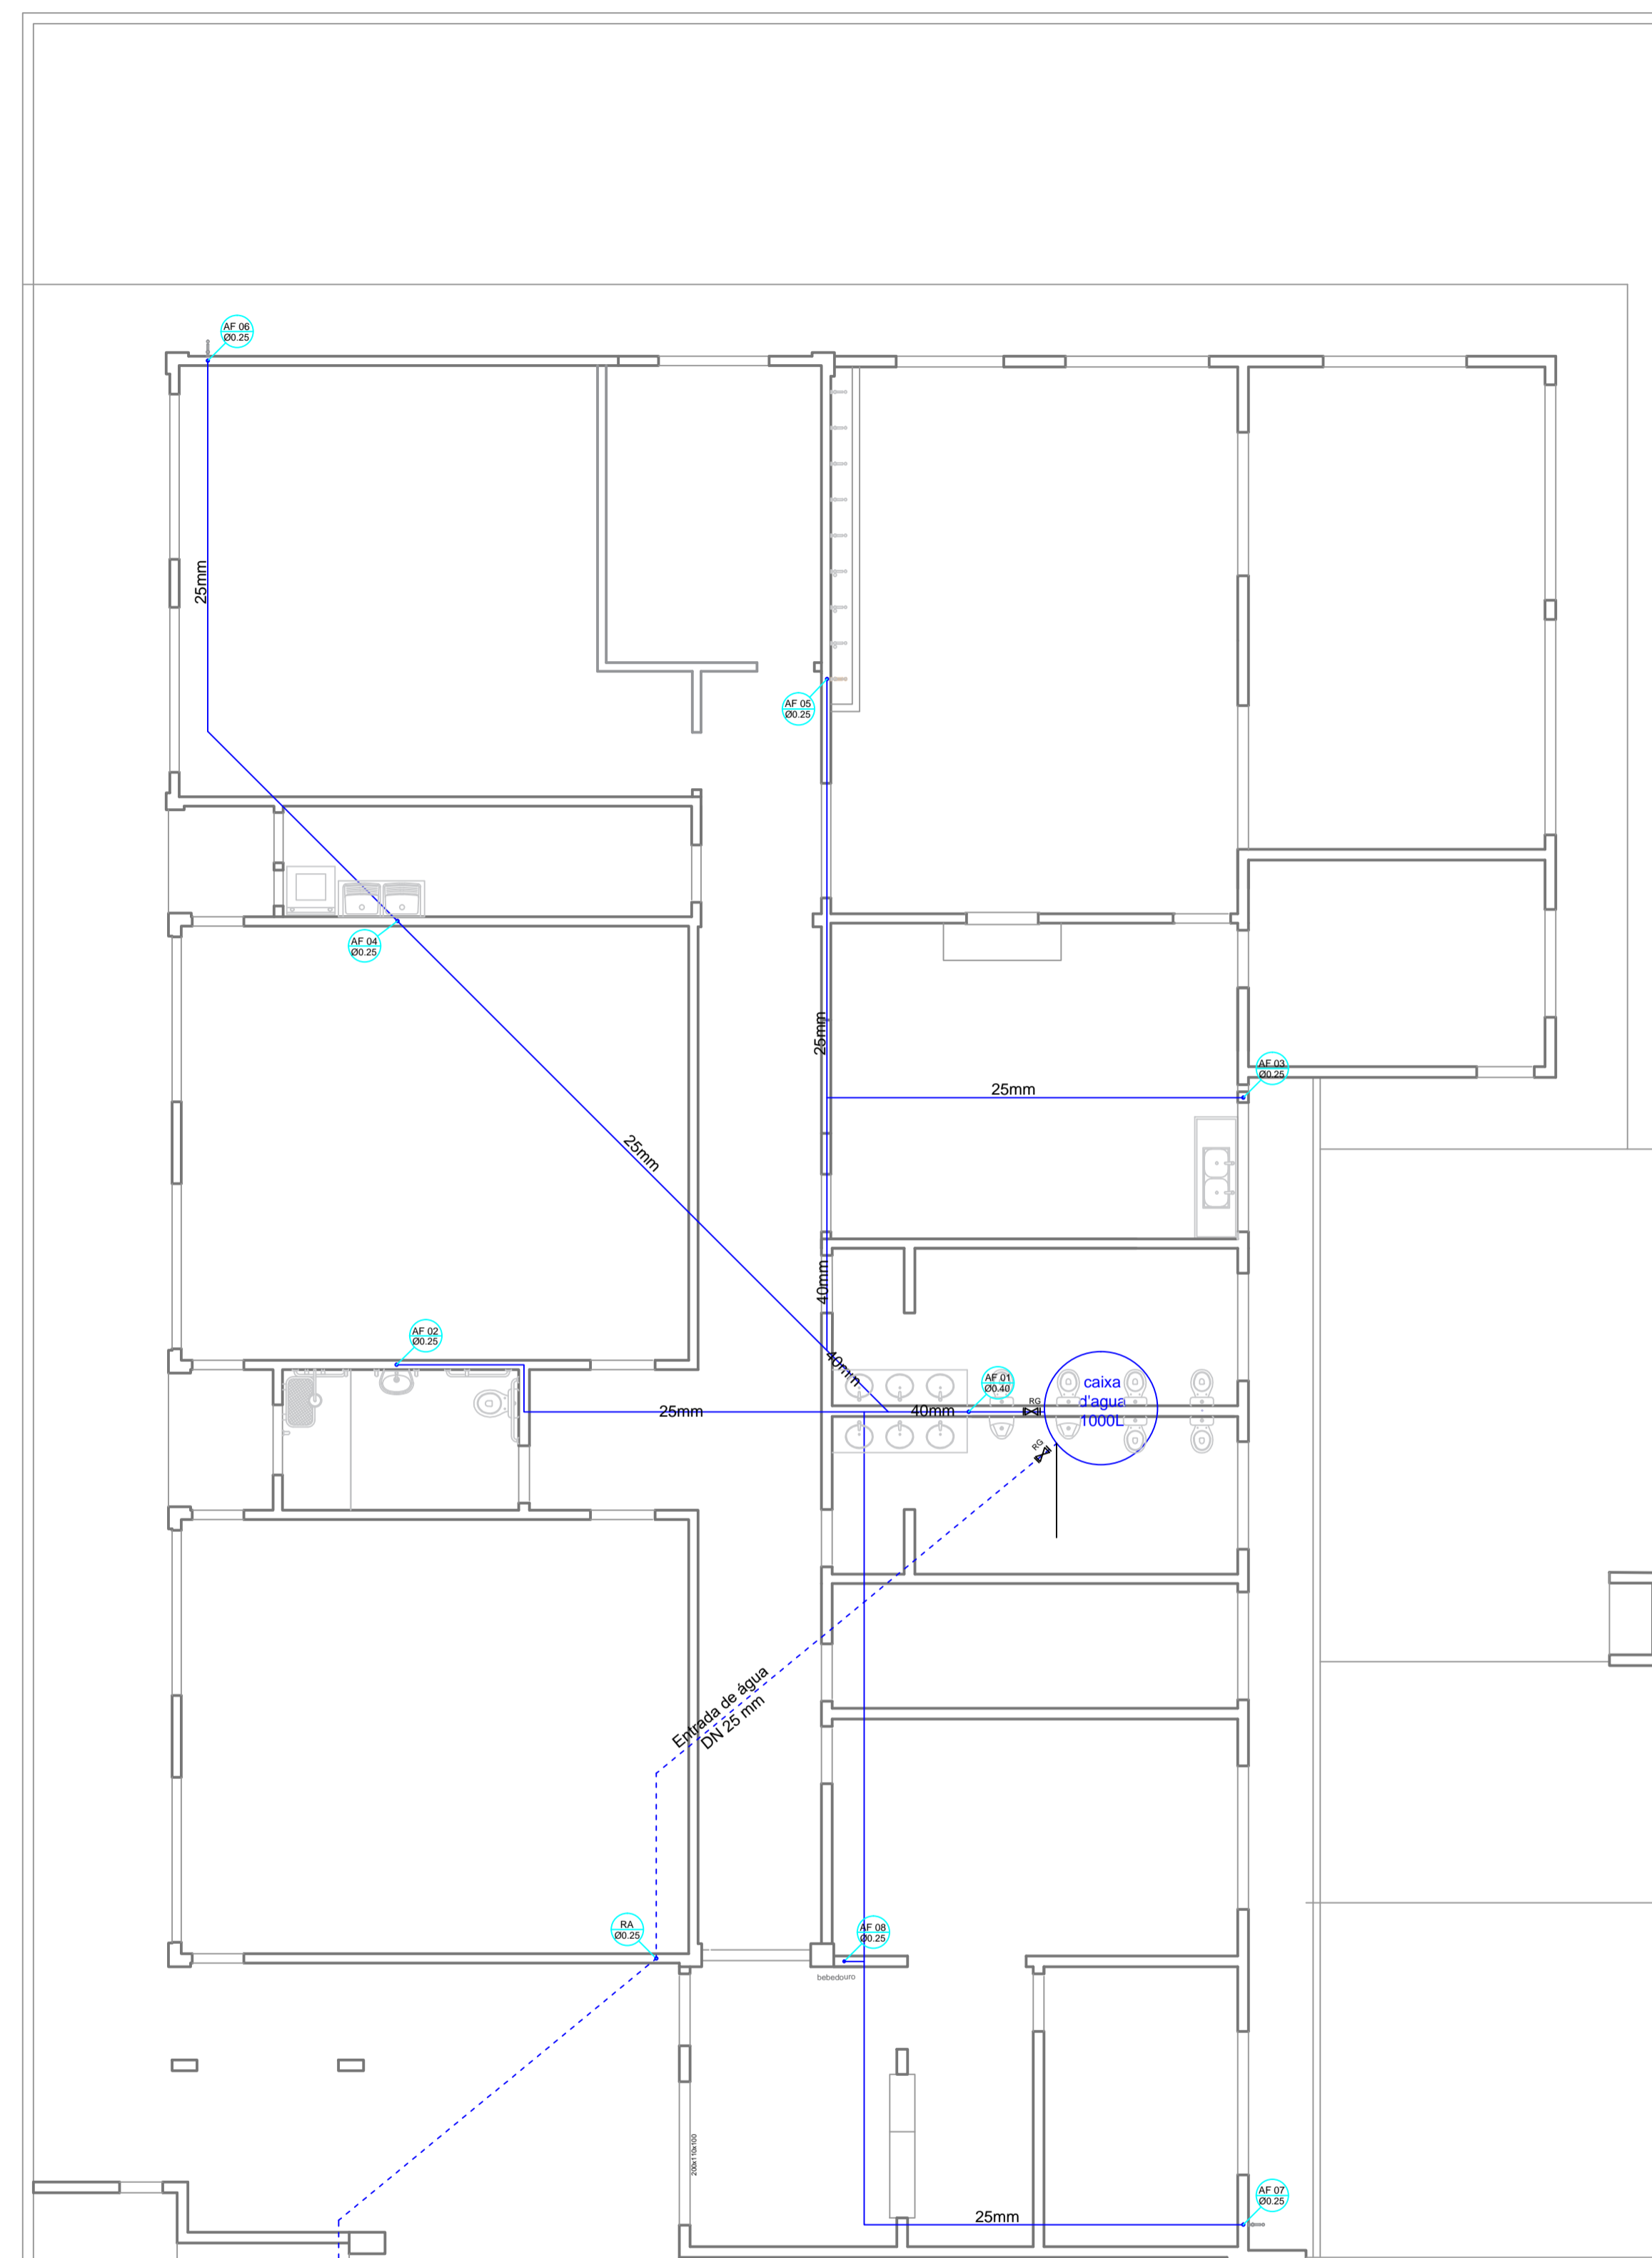 AF 06
Ø0.25
25mm
AF 05
Ø0.25
AF 04
Ø0.25
25mm
AF 03
Ø0.25
25mm
25mm
40mm
AF 02
Ø0.25
40mm
AF 01
Ø0.40
caixa
d'agua
1000L
RG
25mm
40mm
RG
Entrada de água
DN 25 mm
RA
Ø0.25
AF 08
Ø0.25
bebedouro
200x110x100
AF 07
Ø0.25
25mm